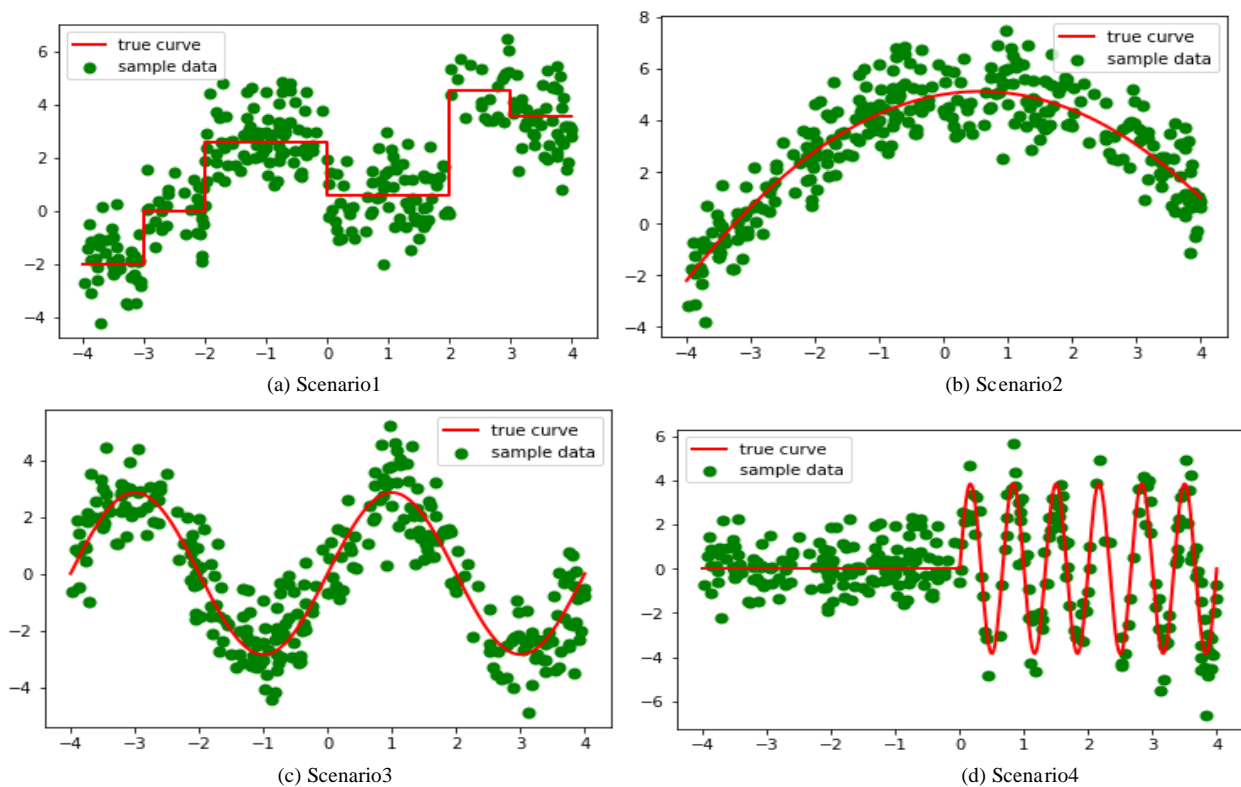 true curve
sample data
6
4
2
0
−2
−4
−4 −3 −2 −1 0 1 2 3 4
(a) Scenario1
true curve
sample data
8
6
4
2
0
−2
−4
−4 −3 −2 −1 0 1 2 3 4
(b) Scenario2
true curve
sample data
4
2
0
−2
−4
−4 −3 −2 −1 0 1 2 3 4
(c) Scenario3
true curve
sample data
6
4
2
0
−2
−4
−6
−4 −3 −2 −1 0 1 2 3 4
(d) Scenario4